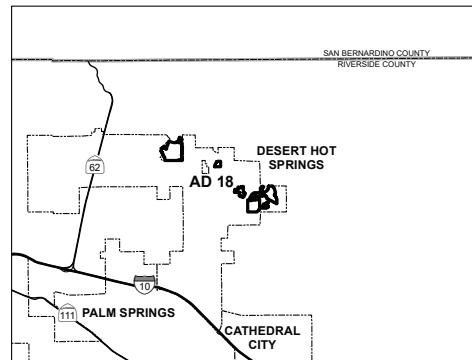 SAN BERNARDINO COUNTY
RIVERSIDE COUNTY
DESERT HOT
SPRINGS
62
AD 18
10
111
PALM SPRINGS
CATHEDRAL
CITY